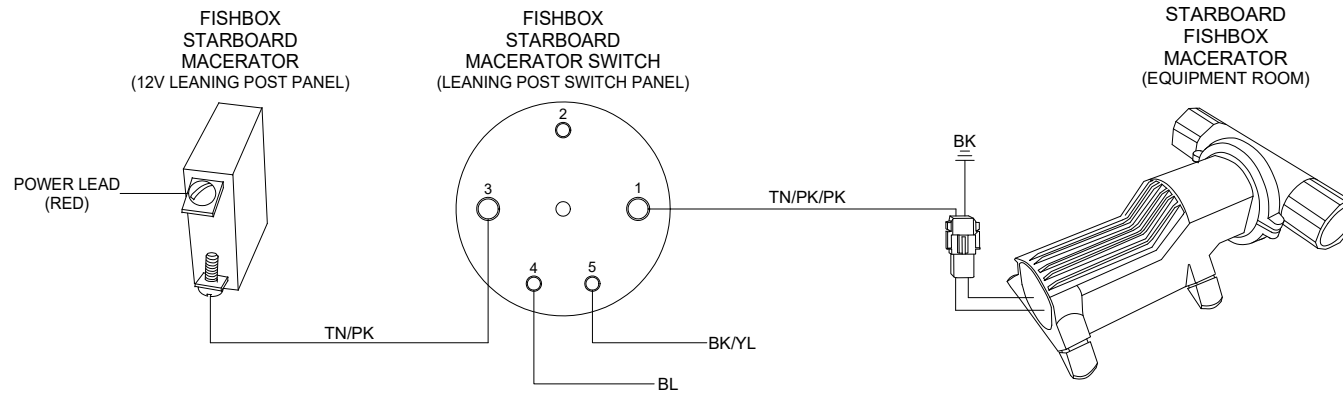 FISHBOX
STARBOARD
MACERATOR
(12V LEANING POST PANEL)
FISHBOX
STARBOARD
MACERATOR SWITCH
(LEANING POST SWITCH PANEL)
STARBOARD
FISHBOX
MACERATOR
(EQUIPMENT ROOM)
POWER LEAD
(RED)
2
3
1
4
5
TN/PK/PK
BK
TN/PK
BK/YL
BL